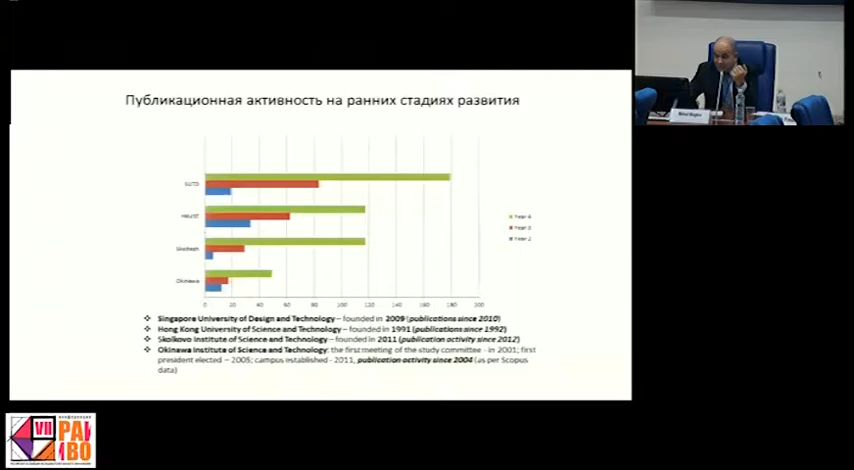 Публикационная активность на ранних стадиях развития
SUTD
HKUST
Skoltech
Okinawa
0 20 40 60 80 100 120 140 160 180 200
Year 4
Year 3
Year 2
❖ Singapore University of Design and Technology – founded in 2009 (publications since 2010)
❖ Hong Kong University of Science and Technology – founded in 1991 (publications since 1992)
❖ Skolkovo Institute of Science and Technology – founded in 2011 (publication activity since 2012)
❖ Okinawa Institute of Science and Technology: the first meeting of the study committee - in 2001; first
president elected – 2005; campus established - 2011, publication activity since 2004 (as per Scopus
data)
VII
конференция
РАИ
ВО